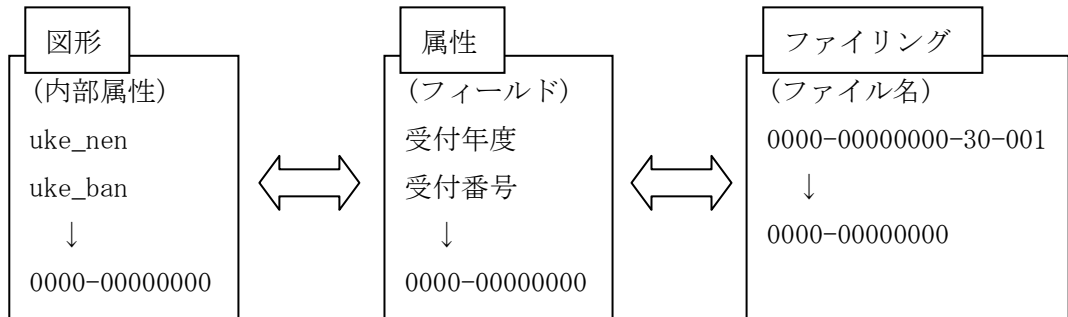 図形
(内部属性)
uke_nen
uke_ban
↓
0000-00000000
属性
(フィールド)
受付年度
受付番号
↓
0000-00000000
ファイリング
(ファイル名)
0000-00000000-30-001
↓
0000-00000000